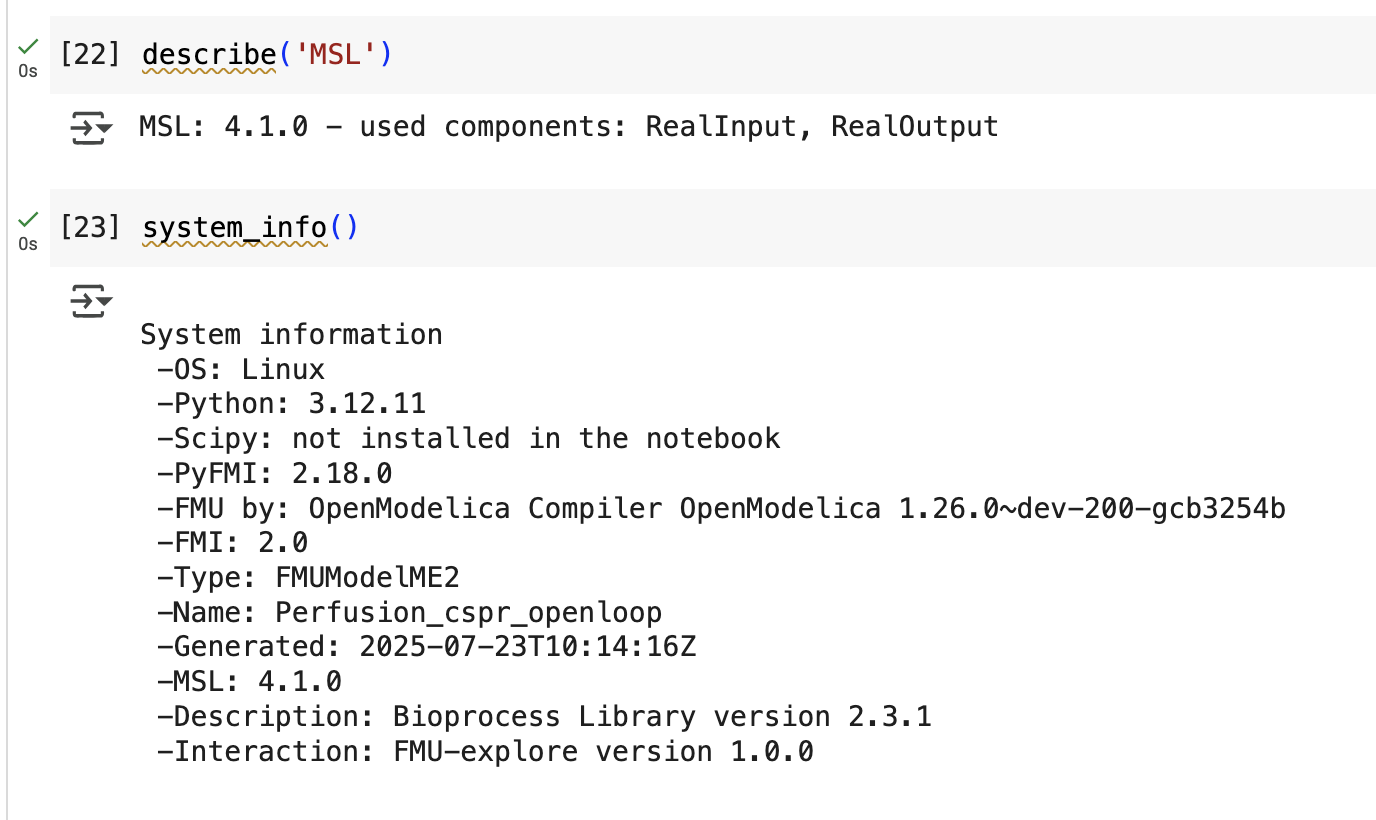 [22] describe('MSL')
0s
MSL: 4.1.0 – used components: RealInput, RealOutput
[23] system_info()
0s
System information
-OS: Linux
-Python: 3.12.11
-Scipy: not installed in the notebook
-PyFMI: 2.18.0
-FMU by: OpenModelica Compiler OpenModelica 1.26.0~dev-200-gcb3254b
-FMI: 2.0
-Type: FMUModelME2
-Name: Perfusion_cspr_openloop
-Generated: 2025-07-23T10:14:16Z
-MSL: 4.1.0
-Description: Bioprocess Library version 2.3.1
-Interaction: FMU-explore version 1.0.0